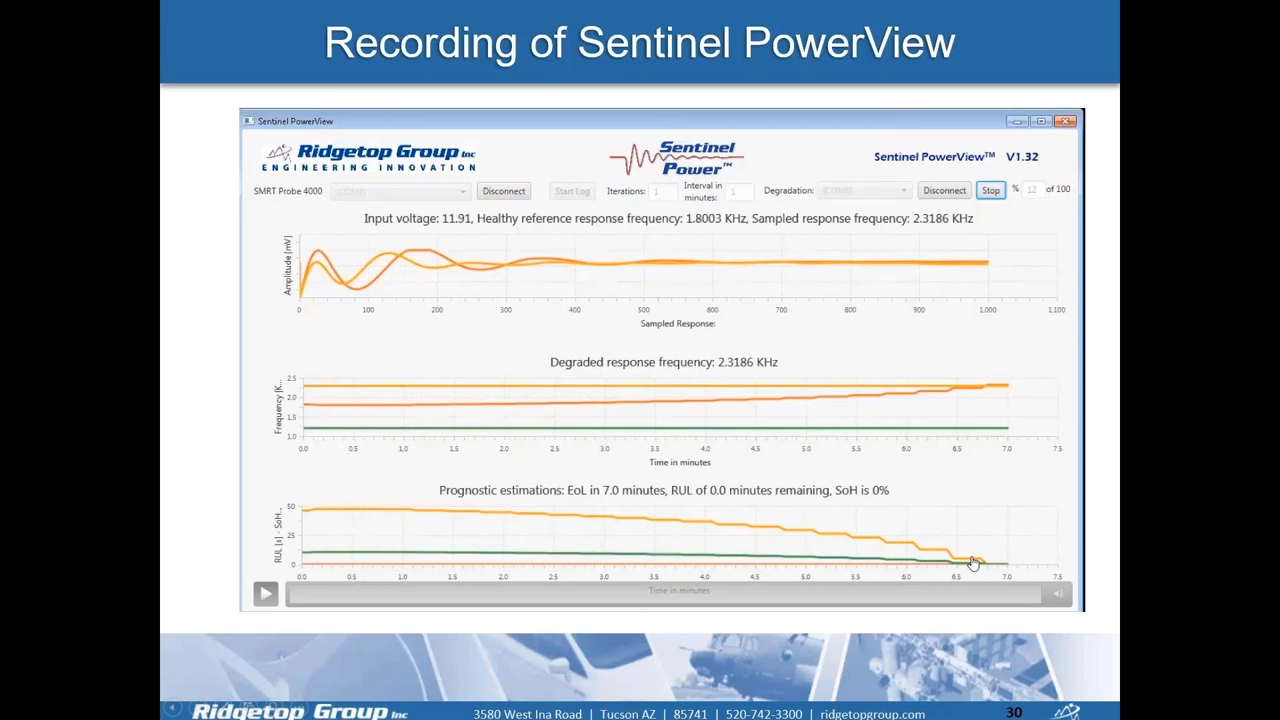 Recording of Sentinel PowerView
Sentinel PowerView
Ridgetop Group Inc
ENGINEERING INNOVATION
Sentinel
Power™
Sentinel PowerView™ V1.32
SMRT Probe 4000
Disconnect
Start Log
Iterations: 1
Interval in
minutes: 1
Degradation:
Disconnect
Stop
% 12 of 100
Input voltage: 11.91, Healthy reference response frequency: 1.8003 KHz, Sampled response frequency: 2.3186 KHz
Amplitude [mV]
0 100 200 300 400 500 600 700 800 900 1,000 1,100
Sampled Response:
Degraded response frequency: 2.3186 KHz
Frequency [K...
2.5
2.0
1.5
1.0
0.0 0.5 1.0 1.5 2.0 2.5 3.0 3.5 4.0 4.5 5.0 5.5 6.0 6.5 7.0 7.5
Time in minutes
Prognostic estimations: EoL in 7.0 minutes, RUL of 0.0 minutes remaining, SoH is 0%
RUL [s] - SoH...
50
25
0
0.0 0.5 1.0 1.5 2.0 2.5 3.0 3.5 4.0 4.5 5.0 5.5 6.0 6.5 7.0 7.5
Time in minutes
Ridgetop Group Inc
3580 West Ina Road | Tucson AZ | 85741 | 520-742-3300 | ridgetopgroup.com
30